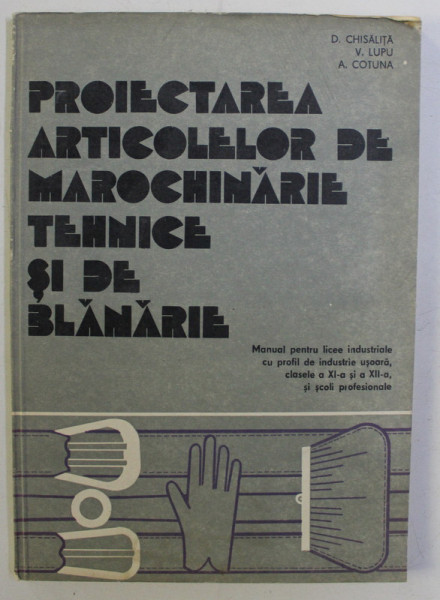 D. CHISĂLIȚĂ
V. LUPU
A. COTUNA
PROIECTAREA
ARTICOLELOR DE
MAROCHINĂRIE
TEHNICE
ȘI DE
BLĂNĂRIE
Manual pentru licee industriale
cu profil de industrie ușoară,
clasele a XI-a și a XII-a,
și școli profesionale